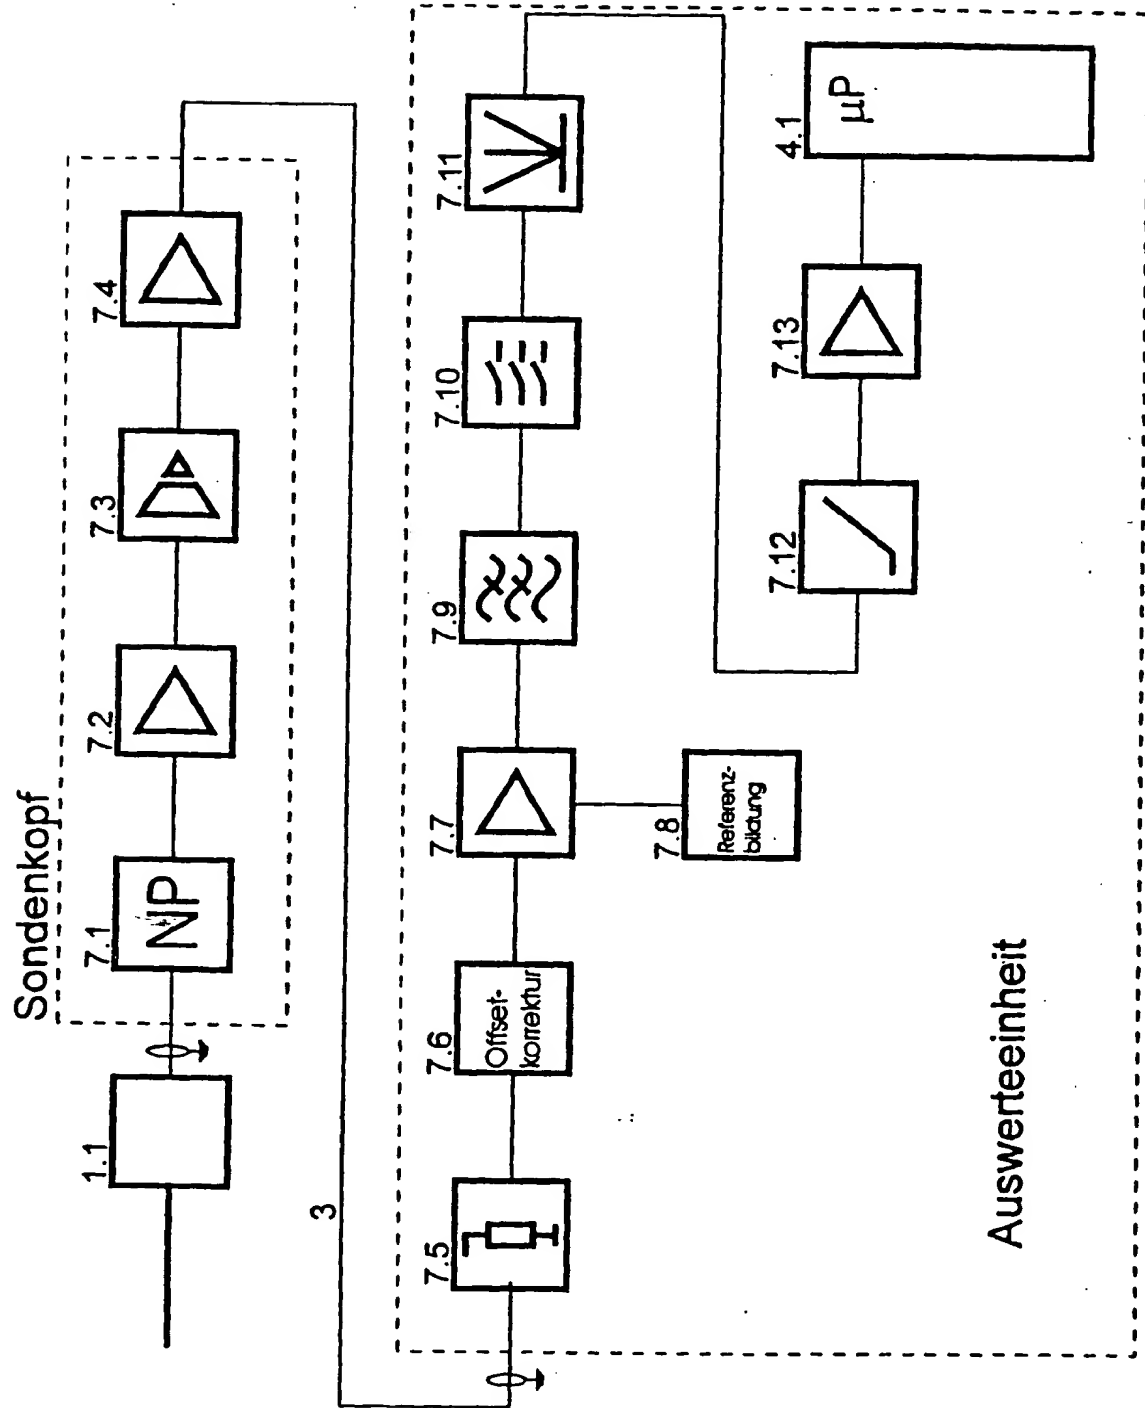 Sondenkopf
1.1
7.1
NP
7.2
7.3
7.4
3
7.5
7.6
Offset-
korrektur
7.7
7.8
Referenz-
bildung
7.9
7.10
7.11
7.12
7.13
4.1
µP
Auswerteeinheit